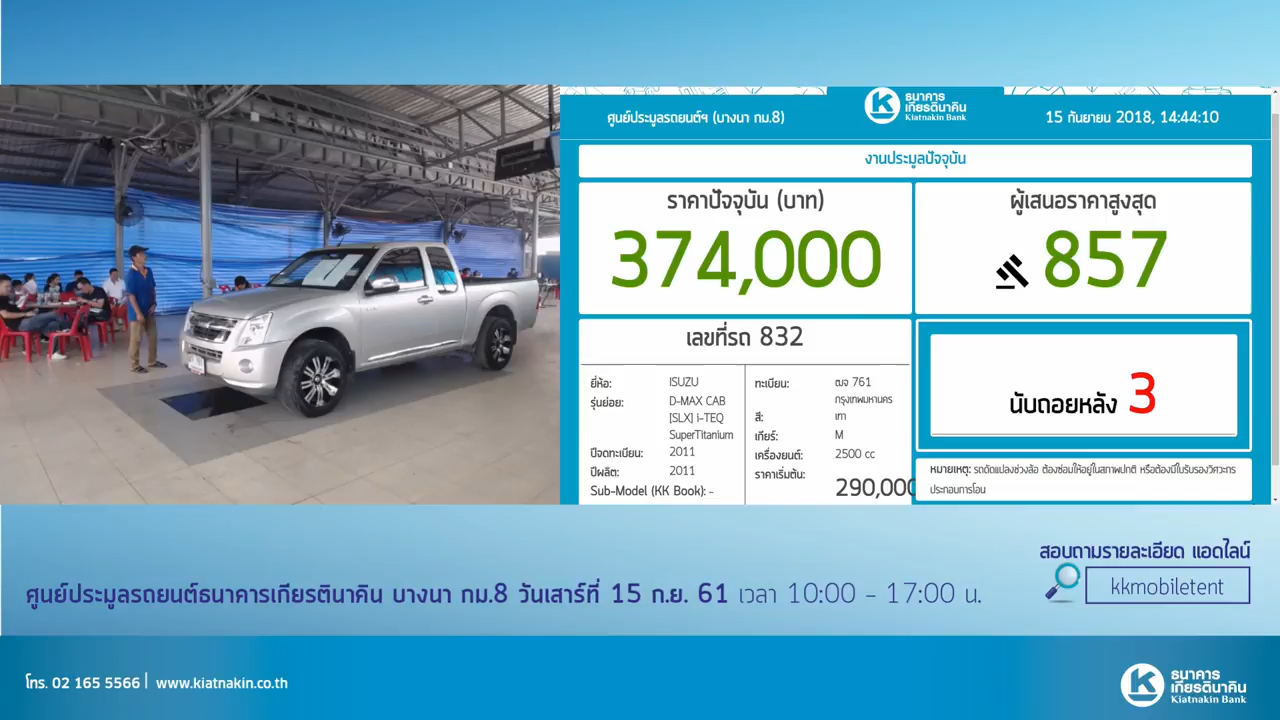 ศูนย์ประมูลรถยนต์ฯ (บางนา กม.8)
ธนาคาร
เกียรตินาคิน
Kiatnakin Bank
15 กันยายน 2018, 14:44:10
งานประมูลปัจจุบัน
ราคาปัจจุบัน (บาท)
374,000
ผู้เสนอราคาสูงสุด
857
เลขที่รถ 832
ยี่ห้อ: ISUZU
รุ่นย่อย: D-MAX CAB
[SLX] i-TEQ
SuperTitanium
ปีจดทะเบียน: 2011
ปีผลิต: 2011
Sub-Model (KK Book): -
ทะเบียน: ฒจ 761
กรุงเทพมหานคร
สี: เทา
เกียร์: M
เครื่องยนต์: 2500 cc
ราคาเริ่มต้น:
290,000
นับถอยหลัง 3
หมายเหตุ: รถดัดแปลงช่วงล้อ ต้องซ่อมให้อยู่ในสภาพปกติ หรือต้องมีใบรับรองวิศวะกร
ประกอบการโอน
สอบถามรายละเอียด แอดไลน์
kkmobiletent
ศูนย์ประมูลรถยนต์ธนาคารเกียรตินาคิน บางนา กม.8 วันเสาร์ที่ 15 ก.ย. 61 เวลา 10:00 - 17:00 น.
โทร. 02 165 5566 | www.kiatnakin.co.th
ธนาคาร
เกียรตินาคิน
Kiatnakin Bank